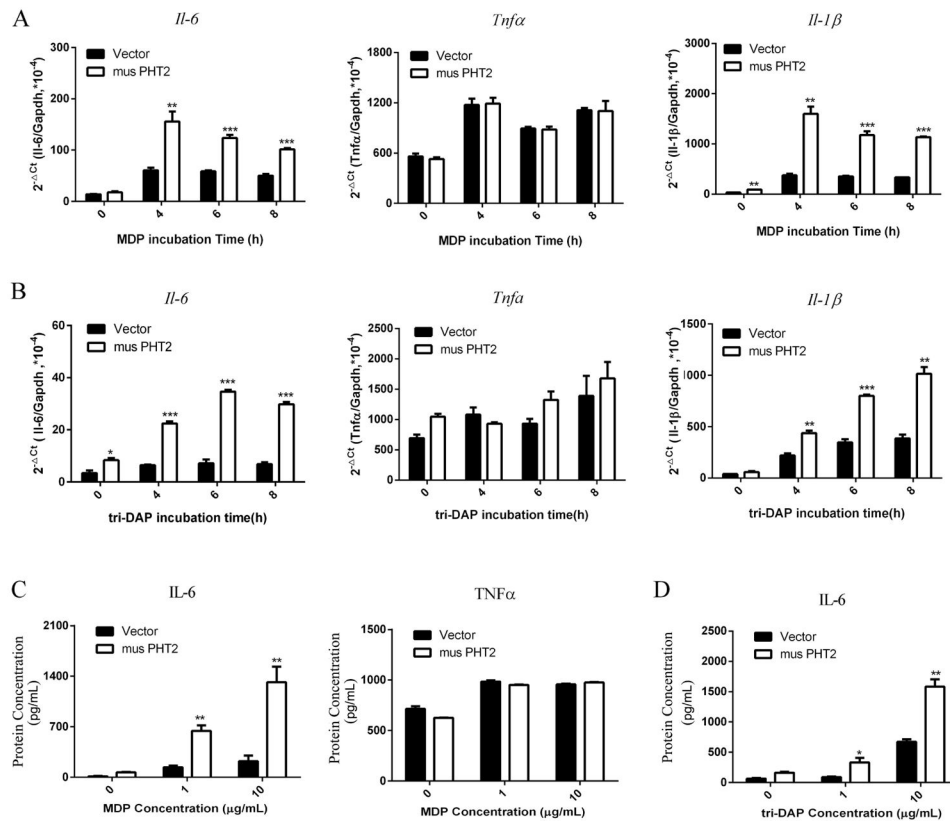 A
Il-6
300
200
100
0
2-ΔCt (Il-6/Gapdh,*10-4)
Vector
mus PHT2
**
***
***
0 4 6 8
MDP incubation Time (h)
Tnfα
1800
1200
600
0
2-ΔCt (Tnfα/Gapdh,*10-4)
Vector
mus PHT2
0 4 6 8
MDP incubation Time (h)
Il-1β
3000
2000
1000
0
2-ΔCt (Il-1β/Gapdh,*10-4)
Vector
mus PHT2
**
**
***
***
0 4 6 8
MDP incubation Time (h)
B
Il-6
60
40
20
0
2-ΔCt ( Il-6/Gapdh ,*10-4)
Vector
mus PHT2
*
***
***
***
0 4 6 8
tri-DAP incubation time(h)
Tnfa
2500
2000
1500
1000
500
0
2-ΔCt (Tnfα/Gapdh,*10-4)
Vector
mus PHT2
0 4 6 8
tri-DAP incubation time(h)
Il-1β
1500
1000
500
0
2-ΔCt (Il-1β/Gapdh ,*10-4)
Vector
mus PHT2
**
***
**
0 4 6 8
tri-DAP incubation time(h)
C
IL-6
2100
1400
700
0
Protein Concentration
(pg/mL)
Vector
mus PHT2
**
**
0 1 10
MDP Concentration (μg/mL)
TNFα
1500
1000
500
0
Protein Concentration
(pg/mL)
Vector
mus PHT2
0 1 10
MDP Concentration (μg/mL)
D
IL-6
2500
2000
1500
1000
500
0
Protein Concentration
(pg/mL)
Vector
mus PHT2
*
**
0 1 10
tri-DAP Concentration (μg/mL)